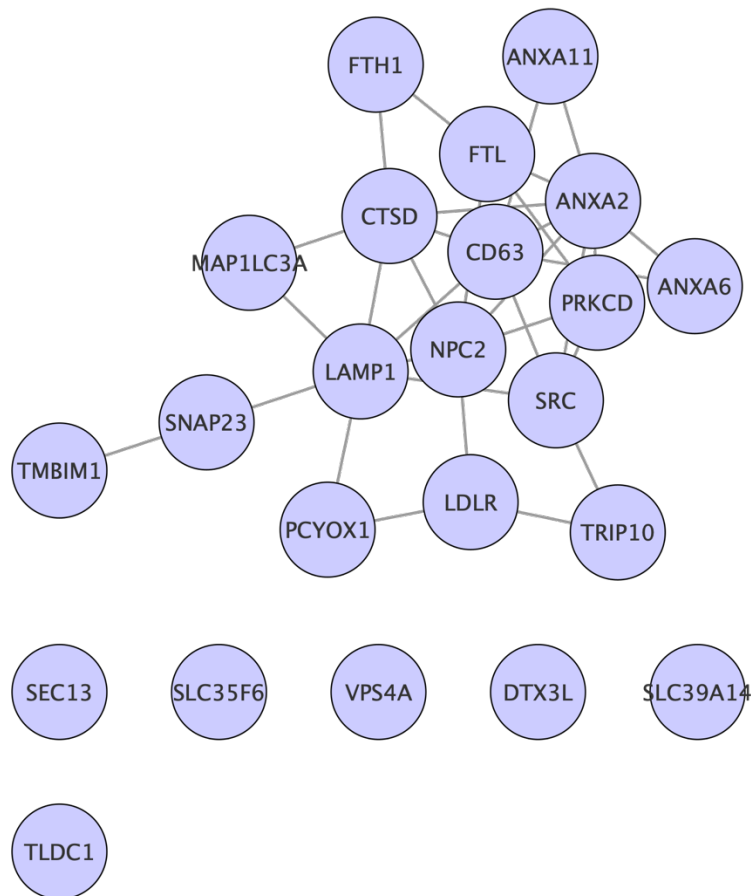 FTH1
ANXA11
FTL
CTSD
ANXA2
CD63
MAP1LC3A
ANXA6
PRKCD
NPC2
LAMP1
SRC
SNAP23
TMBIM1
LDLR
PCYOX1
TRIP10
SEC13
SLC35F6
VPS4A
DTX3L
SLC39A14
TLDC1